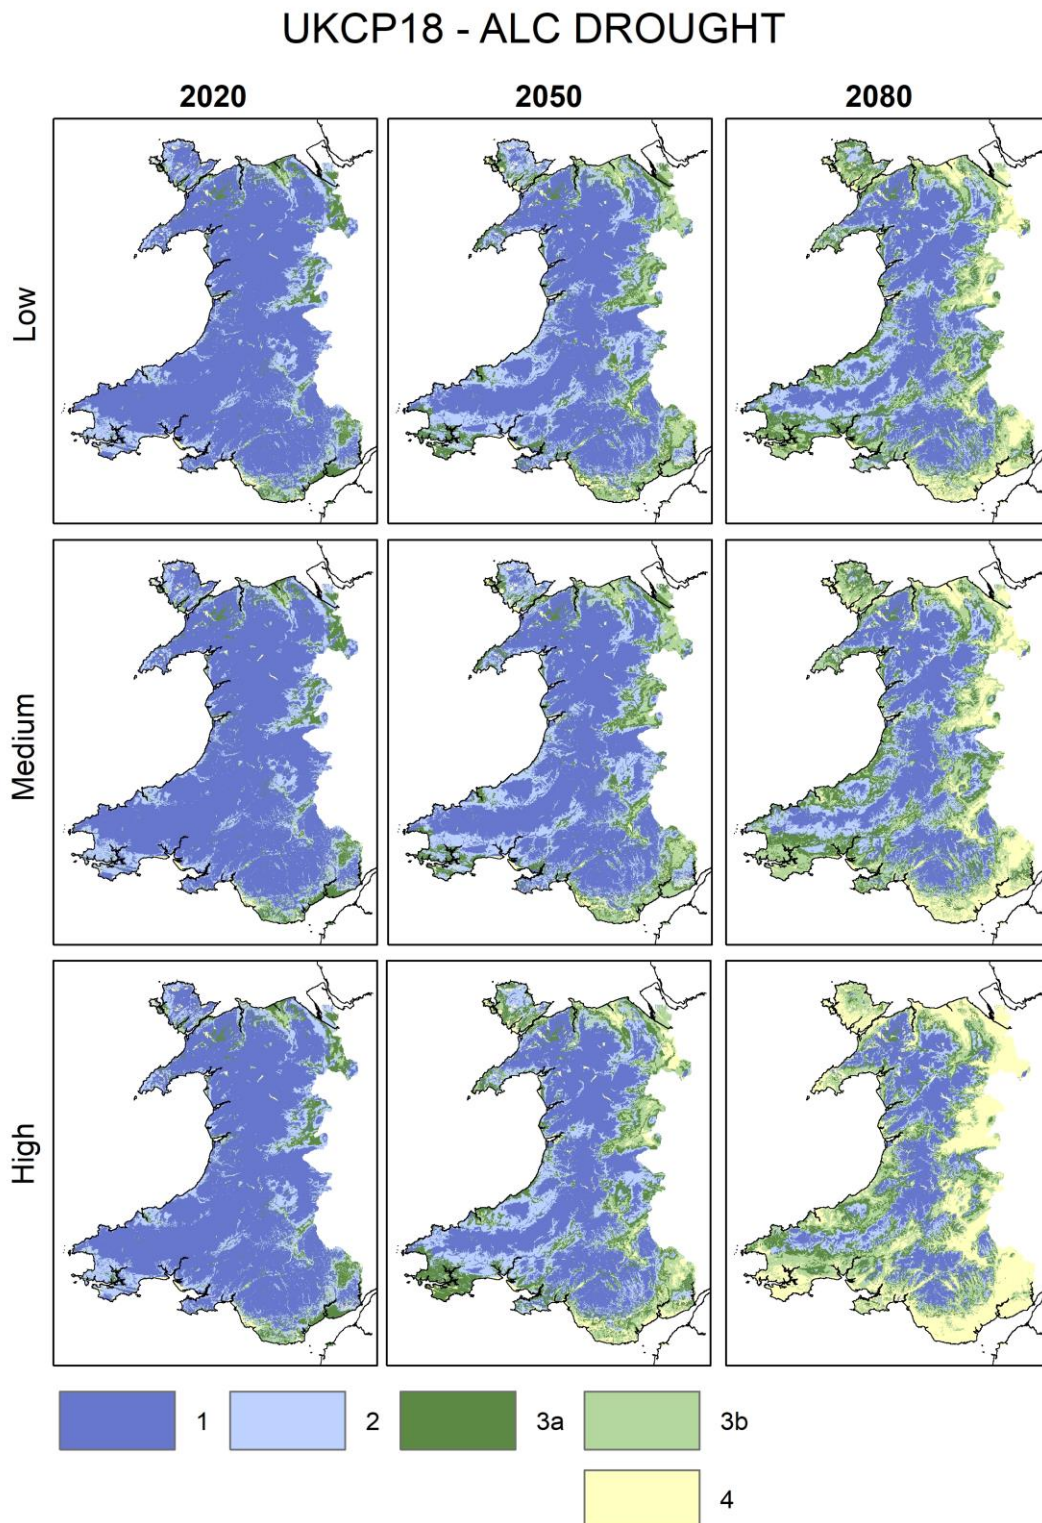 UKCP18 - ALC DROUGHT
2020 2050 2080
Low
Medium
High
1 2 3a 3b
4